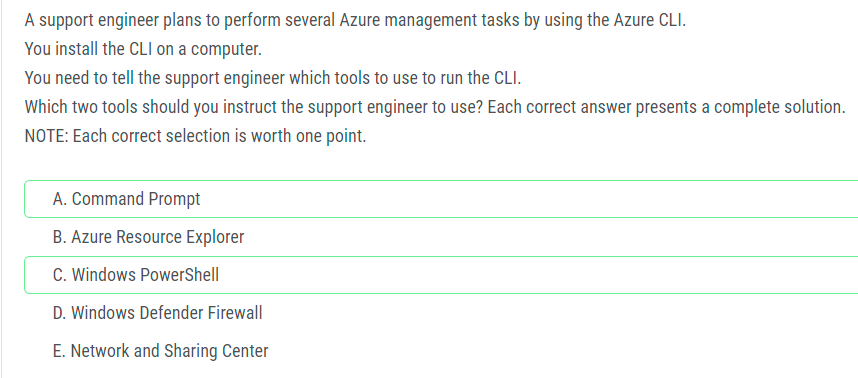 A support engineer plans to perform several Azure management tasks by using the Azure CLI.
You install the CLI on a computer.
You need to tell the support engineer which tools to use to run the CLI.
Which two tools should you instruct the support engineer to use? Each correct answer presents a complete solution.
NOTE: Each correct selection is worth one point.
A. Command Prompt
B. Azure Resource Explorer
C. Windows PowerShell
D. Windows Defender Firewall
E. Network and Sharing Center